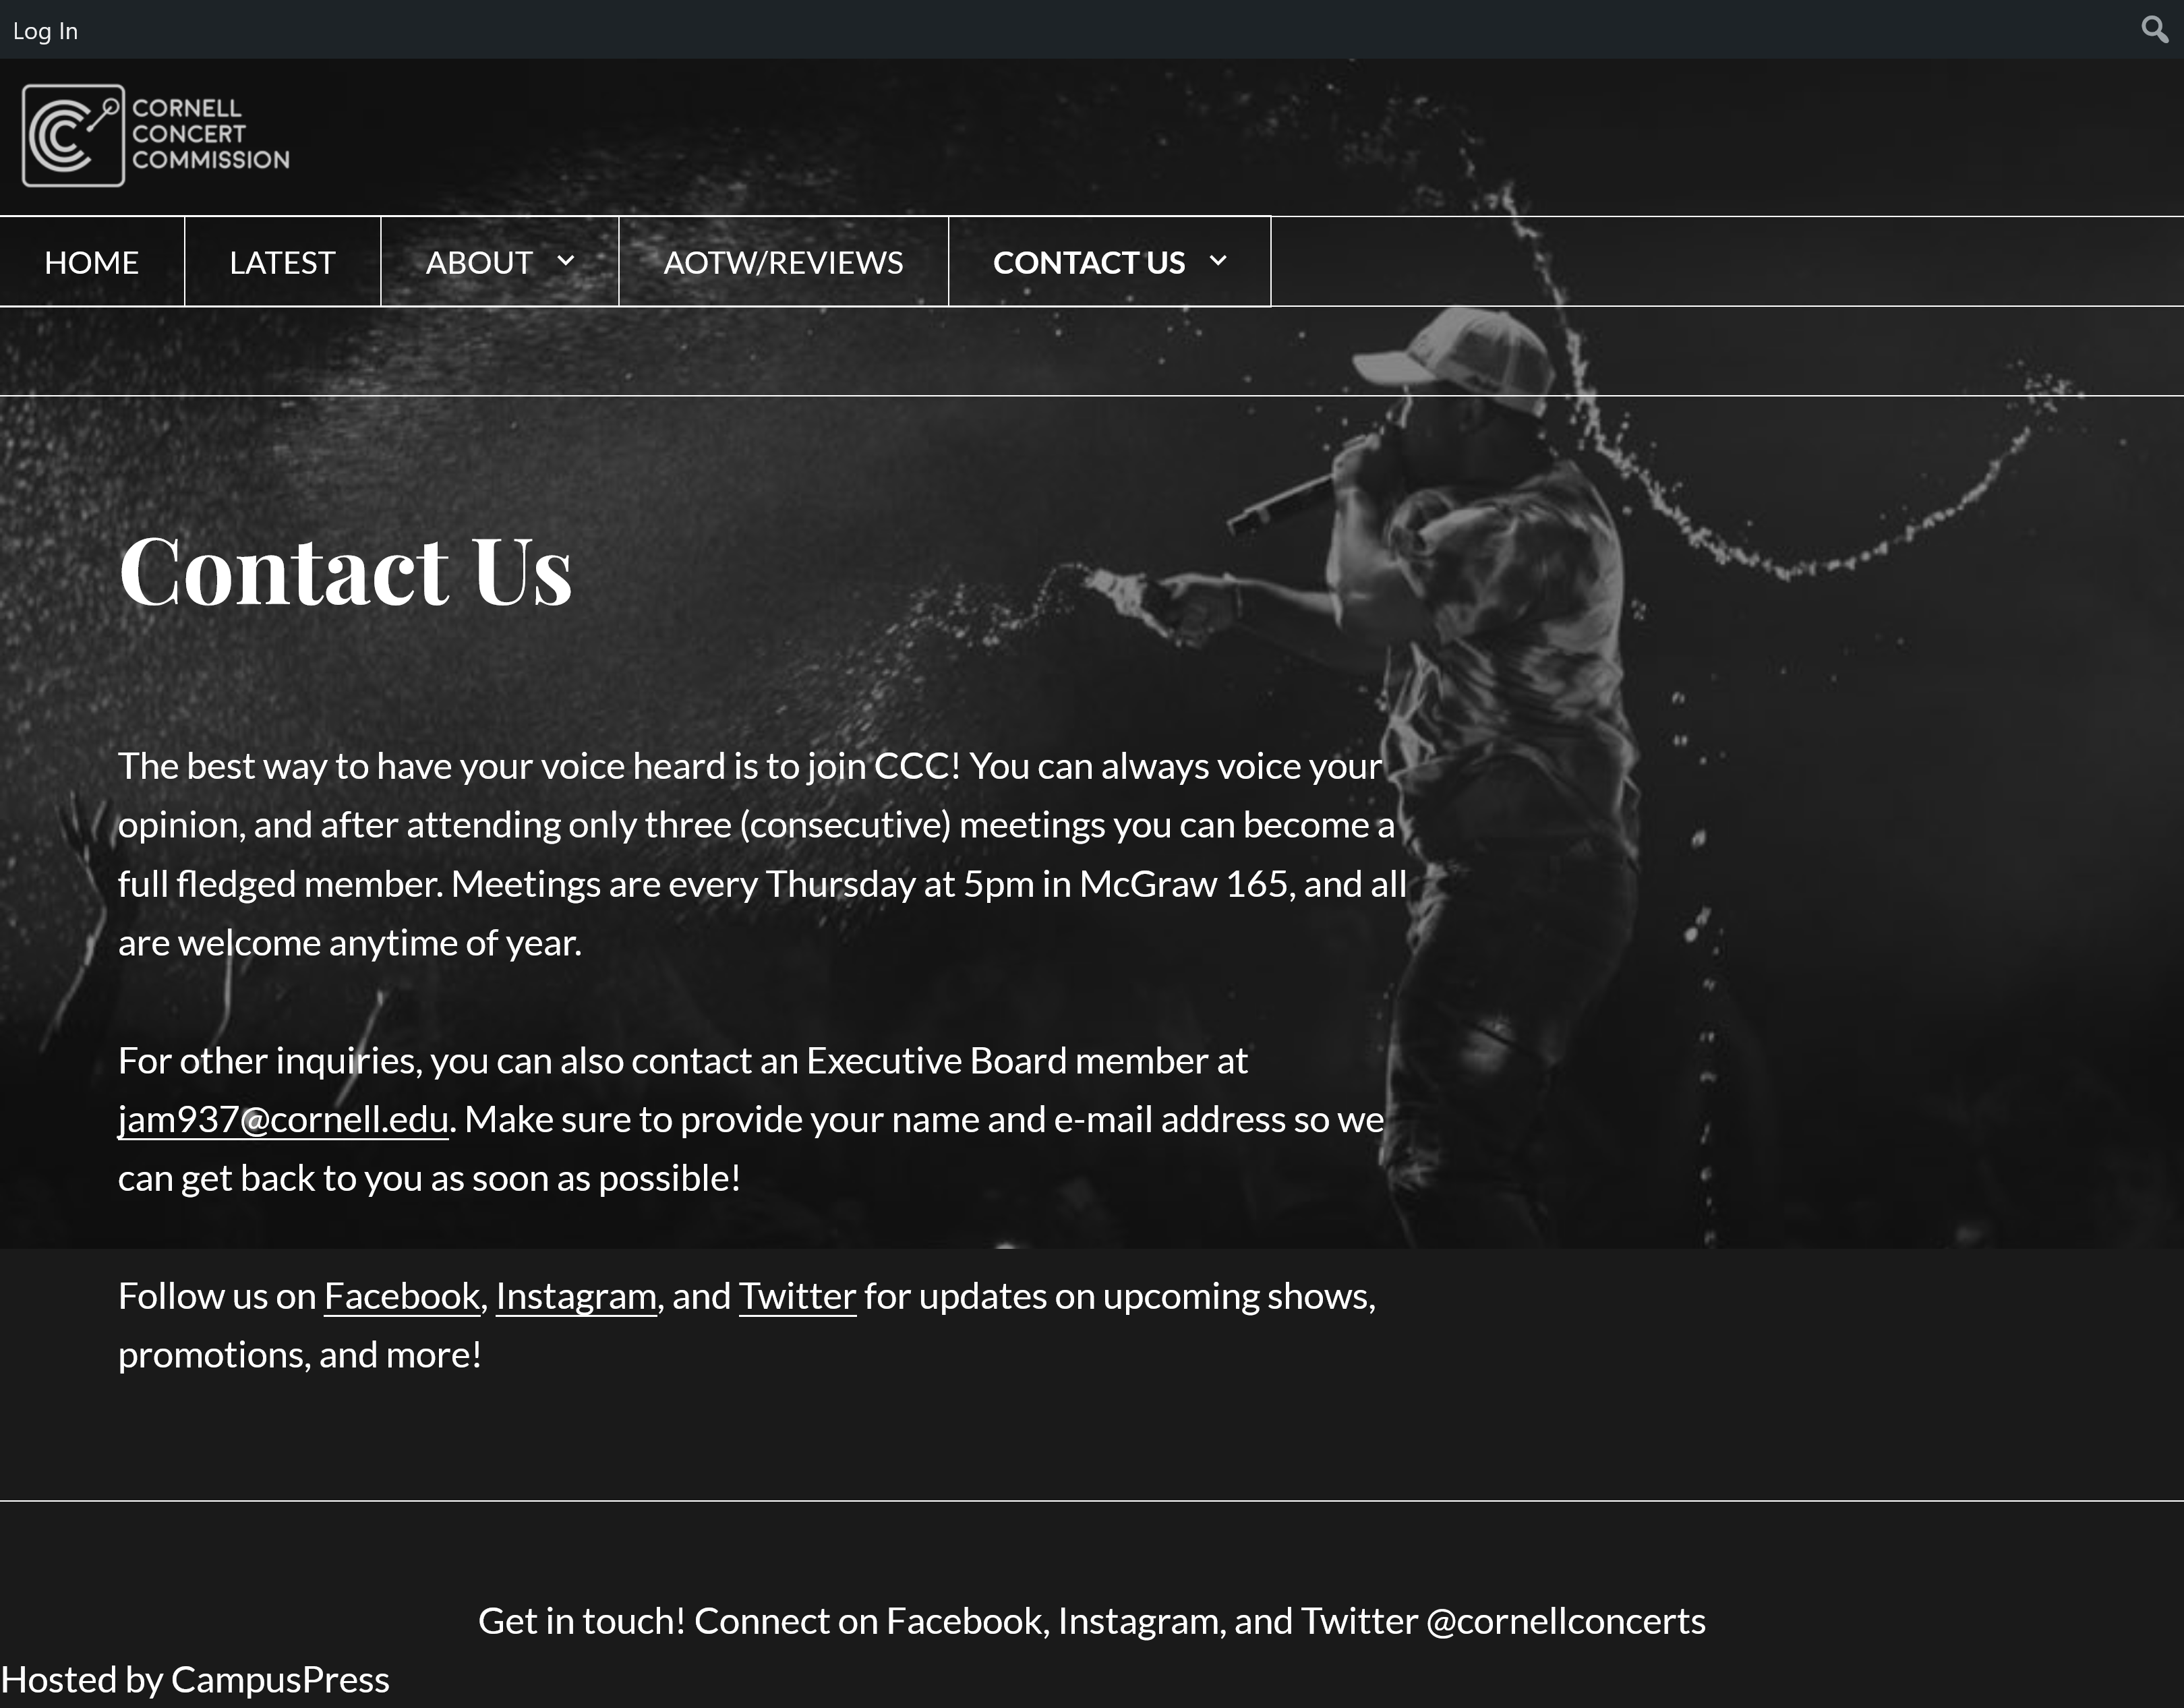 Log In
CORNELL
CONCERT
COMMISSION
HOME
LATEST
ABOUT
AOTW/REVIEWS
CONTACT US
Contact Us
The best way to have your voice heard is to join CCC! You can always voice your
opinion, and after attending only three (consecutive) meetings you can become a
full fledged member. Meetings are every Thursday at 5pm in McGraw 165, and all
are welcome anytime of year.
For other inquiries, you can also contact an Executive Board member at
jam937@cornell.edu. Make sure to provide your name and e-mail address so we
can get back to you as soon as possible!
Follow us on Facebook, Instagram, and Twitter for updates on upcoming shows,
promotions, and more!
Get in touch! Connect on Facebook, Instagram, and Twitter @cornellconcerts
Hosted by CampusPress